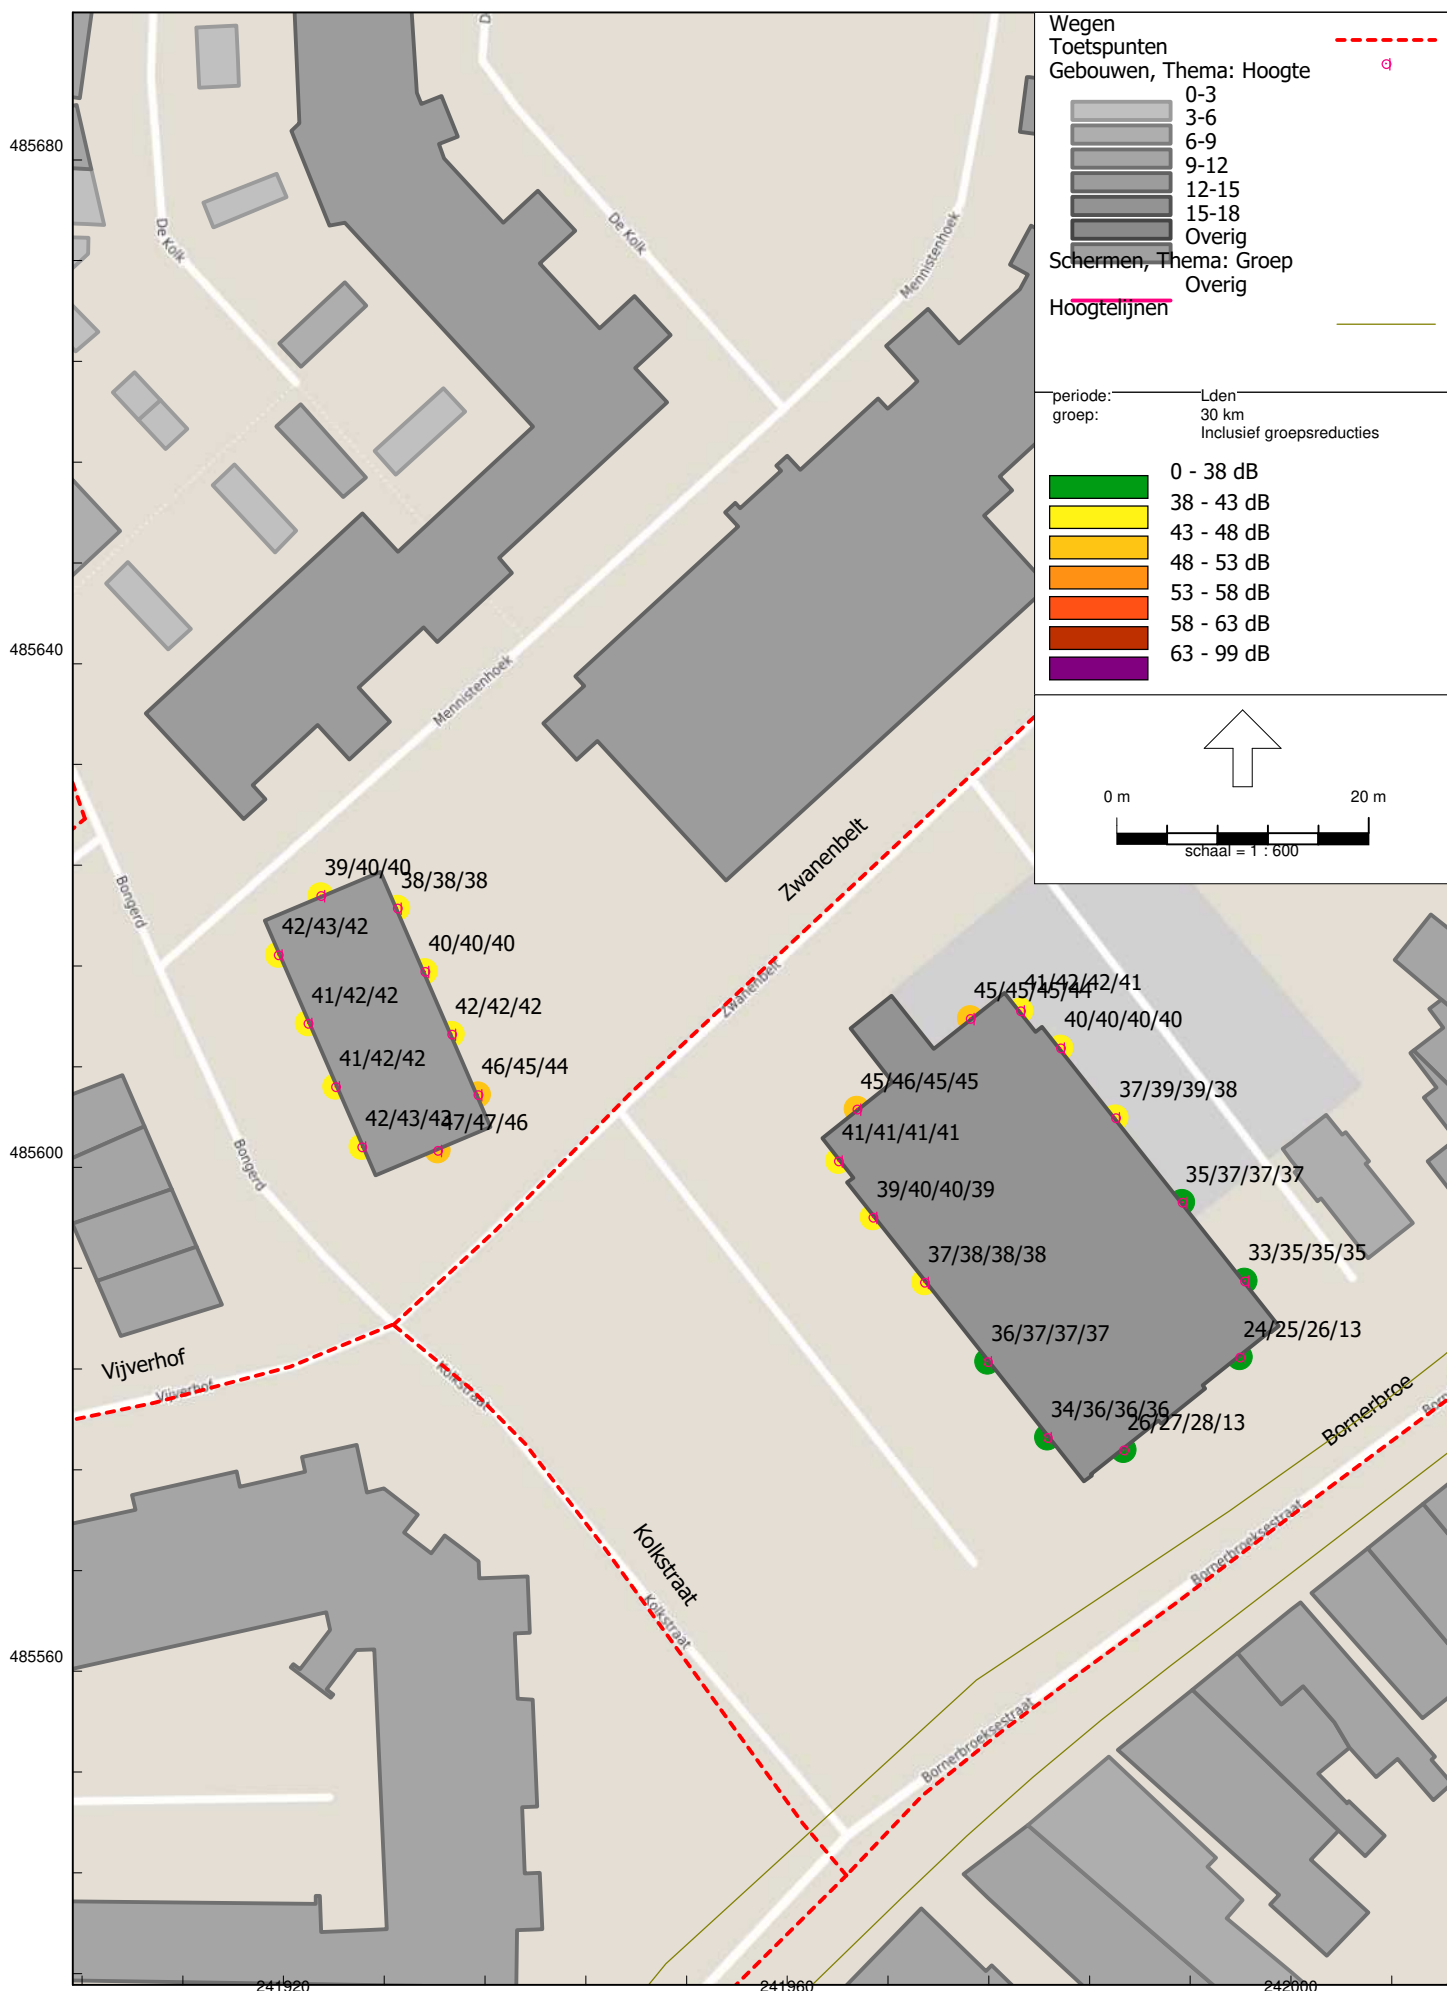 Wegen
Toetspunten
Gebouwen, Thema: Hoogte
0-3
3-6
6-9
9-12
12-15
15-18
Overig
Schermen, Thema: Groep
Overig
Hoogtelijnen
periode: Lden
groep: 30 km
Inclusief groepsreducties
0 - 38 dB
38 - 43 dB
43 - 48 dB
48 - 53 dB
53 - 58 dB
58 - 63 dB
63 - 99 dB
0 m 20 m
schaal = 1 : 600
485680
De Kolk
De Kolk
Mennistenhoek
485640
Mennistenhoek
Zwanenbelt
Zwanenbelt
Bongerd
39/40/40
38/38/38
42/43/42
40/40/40
41/42/42
42/42/42
41/42/42
46/45/44
42/43/42
47/47/46
45/45/45/44
41/42/42/41
40/40/40/40
45/46/45/45
37/39/39/38
41/41/41/41
39/40/40/39
35/37/37/37
37/38/38/38
33/35/35/35
36/37/37/37
24/25/26/13
34/36/36/36
26/27/28/13
485600
Bongerd
Vijverhof
Vijverhof
Kolkstraat
Kolkstraat
Kolkstraat
Bornerbroe
Born
Bornerbroeksestraat
Bornerbroeksestraat
485560
241920
241960
242000